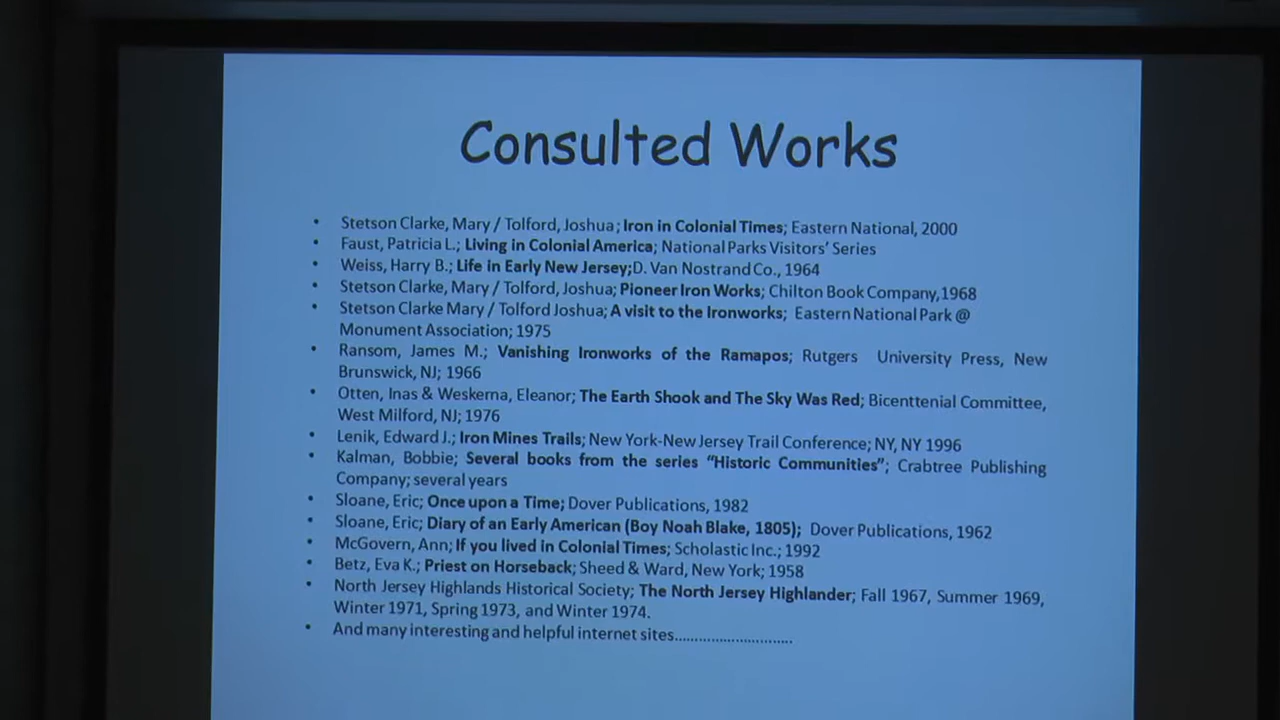 Consulted Works
• Stetson Clarke, Mary / Tolford, Joshua; Iron in Colonial Times; Eastern National, 2000
• Faust, Patricia L.; Living in Colonial America; National Parks Visitors' Series
• Weiss, Harry B.; Life in Early New Jersey;D. Van Nostrand Co., 1964
• Stetson Clarke, Mary / Tolford, Joshua; Pioneer Iron Works; Chilton Book Company,1968
• Stetson Clarke Mary / Tolford Joshua; A visit to the Ironworks; Eastern National Park @
Monument Association; 1975
• Ransom, James M.; Vanishing Ironworks of the Ramapos; Rutgers University Press, New
Brunswick, NJ; 1966
• Otten, Inas & Weskerna, Eleanor; The Earth Shook and The Sky Was Red; Bicenttenial Committee,
West Milford, NJ; 1976
• Lenik, Edward J.; Iron Mines Trails; New York-New Jersey Trail Conference; NY, NY 1996
• Kalman, Bobbie; Several books from the series "Historic Communities"; Crabtree Publishing
Company; several years
• Sloane, Eric; Once upon a Time; Dover Publications, 1982
• Sloane, Eric; Diary of an Early American (Boy Noah Blake, 1805); Dover Publications, 1962
• McGovern, Ann; If you lived in Colonial Times; Scholastic Inc.; 1992
• Betz, Eva K.; Priest on Horseback; Sheed & Ward, New York; 1958
• North Jersey Highlands Historical Society; The North Jersey Highlander; Fall 1967, Summer 1969,
Winter 1971, Spring 1973, and Winter 1974.
• And many interesting and helpful internet sites.............................